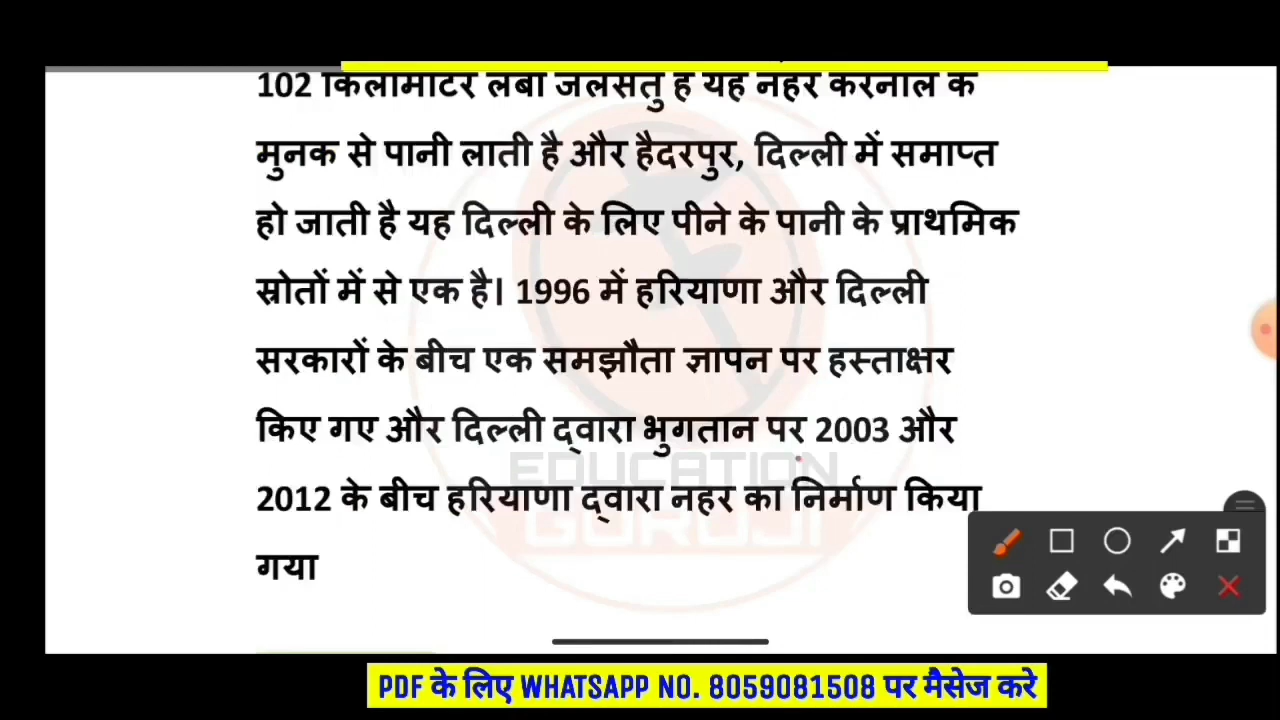 102 किलोमीटर लंबा जलसेतु है यह नहर करनाल के
मुनक से पानी लाती है और हैदरपुर, दिल्ली में समाप्त
हो जाती है यह दिल्ली के लिए पीने के पानी के प्राथमिक
स्रोतों में से एक है। 1996 में हरियाणा और दिल्ली
सरकारों के बीच एक समझौता ज्ञापन पर हस्ताक्षर
किए गए और दिल्ली द्वारा भुगतान पर 2003 और
EDUCATION
2012 के बीच हरियाणा द्वारा नहर का निर्माण किया
GURUJI
गया
PDF के लिए WHATSAPP NO. 8059081508 पर मैसेज करे